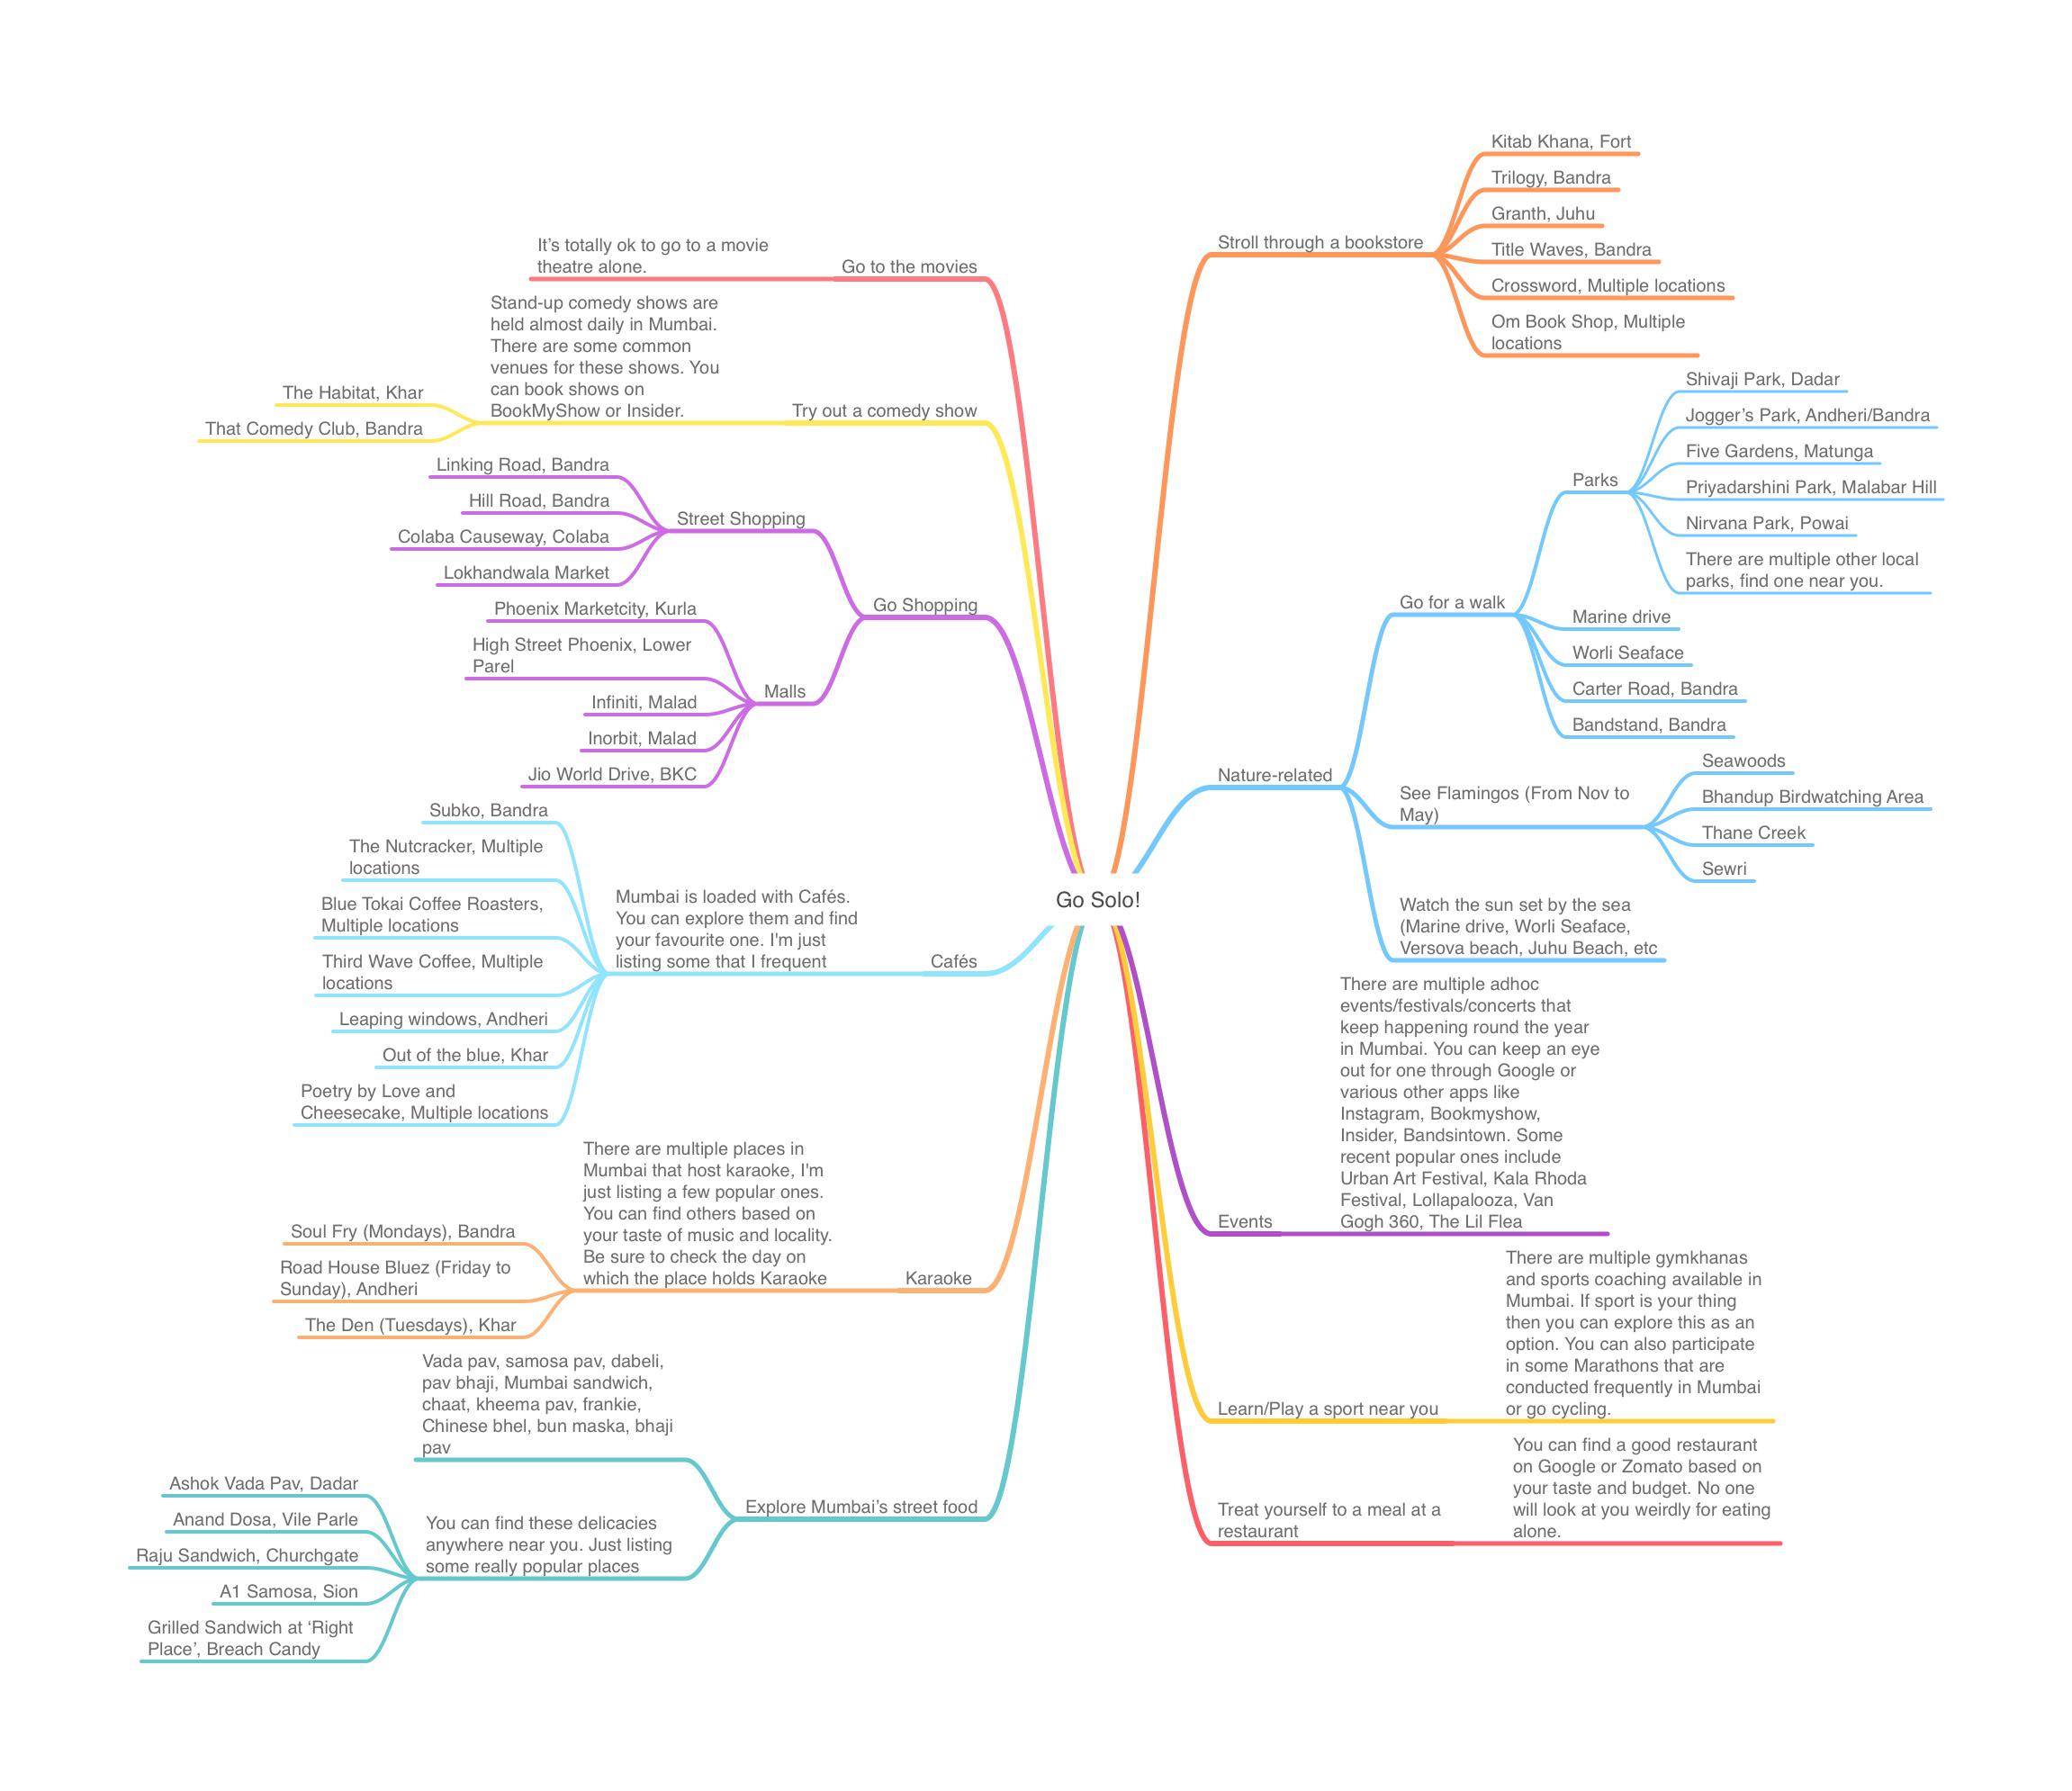 Go Solo!
Stroll through a bookstore
Kitab Khana, Fort
Trilogy, Bandra
Granth, Juhu
Title Waves, Bandra
Crossword, Multiple locations
Om Book Shop, Multiple
locations
Nature-related
Go for a walk
Parks
Shivaji Park, Dadar
Jogger’s Park, Andheri/Bandra
Five Gardens, Matunga
Priyadarshini Park, Malabar Hill
Nirvana Park, Powai
There are multiple other local
parks, find one near you.
Marine drive
Worli Seaface
Carter Road, Bandra
Bandstand, Bandra
See Flamingos (From Nov to
May)
Seawoods
Bhandup Birdwatching Area
Thane Creek
Sewri
Watch the sun set by the sea
(Marine drive, Worli Seaface,
Versova beach, Juhu Beach, etc
Events
There are multiple adhoc
events/festivals/concerts that
keep happening round the year
in Mumbai. You can keep an eye
out for one through Google or
various other apps like
Instagram, Bookmyshow,
Insider, Bandsintown. Some
recent popular ones include
Urban Art Festival, Kala Rhoda
Festival, Lollapalooza, Van
Gogh 360, The Lil Flea
Learn/Play a sport near you
There are multiple gymkhanas
and sports coaching available in
Mumbai. If sport is your thing
then you can explore this as an
option. You can also participate
in some Marathons that are
conducted frequently in Mumbai
or go cycling.
Treat yourself to a meal at a
restaurant
You can find a good restaurant
on Google or Zomato based on
your taste and budget. No one
will look at you weirdly for eating
alone.
Go to the movies
It’s totally ok to go to a movie
theatre alone.
Try out a comedy show
Stand-up comedy shows are
held almost daily in Mumbai.
There are some common
venues for these shows. You
can book shows on
BookMyShow or Insider.
The Habitat, Khar
That Comedy Club, Bandra
Go Shopping
Street Shopping
Linking Road, Bandra
Hill Road, Bandra
Colaba Causeway, Colaba
Lokhandwala Market
Malls
Phoenix Marketcity, Kurla
High Street Phoenix, Lower
Parel
Infiniti, Malad
Inorbit, Malad
Jio World Drive, BKC
Cafés
Mumbai is loaded with Cafés.
You can explore them and find
your favourite one. I'm just
listing some that I frequent
Subko, Bandra
The Nutcracker, Multiple
locations
Blue Tokai Coffee Roasters,
Multiple locations
Third Wave Coffee, Multiple
locations
Leaping windows, Andheri
Out of the blue, Khar
Poetry by Love and
Cheesecake, Multiple locations
Karaoke
There are multiple places in
Mumbai that host karaoke, I'm
just listing a few popular ones.
You can find others based on
your taste of music and locality.
Be sure to check the day on
which the place holds Karaoke
Soul Fry (Mondays), Bandra
Road House Bluez (Friday to
Sunday), Andheri
The Den (Tuesdays), Khar
Explore Mumbai’s street food
Vada pav, samosa pav, dabeli,
pav bhaji, Mumbai sandwich,
chaat, kheema pav, frankie,
Chinese bhel, bun maska, bhaji
pav
You can find these delicacies
anywhere near you. Just listing
some really popular places
Ashok Vada Pav, Dadar
Anand Dosa, Vile Parle
Raju Sandwich, Churchgate
A1 Samosa, Sion
Grilled Sandwich at ‘Right
Place’, Breach Candy